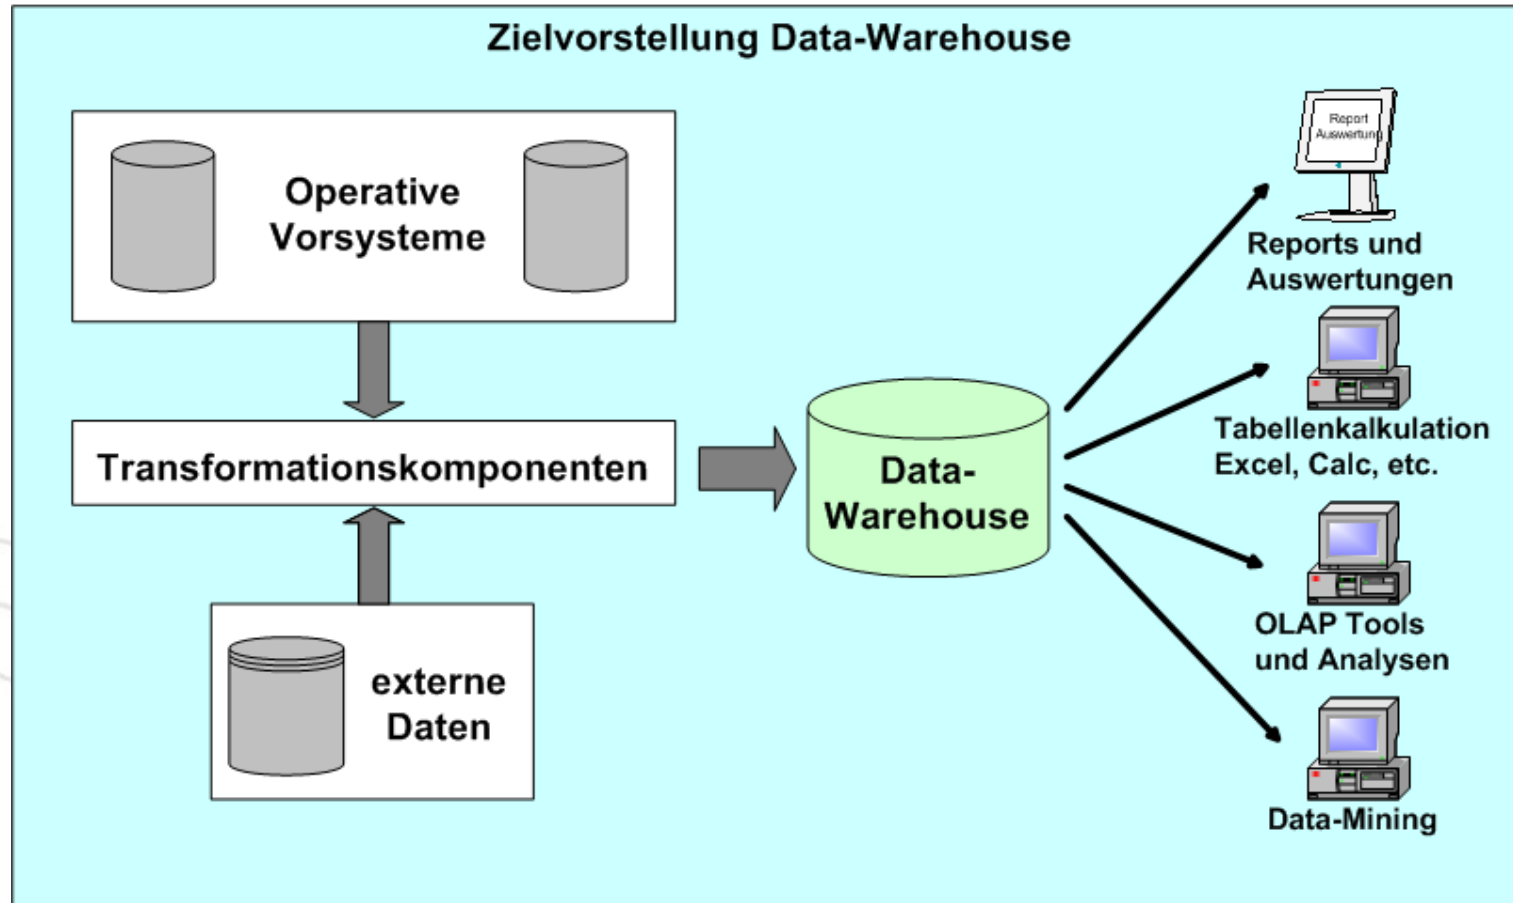 Zielvorstellung Data-Warehouse
Operative
Vorsysteme
Transformationskomponenten
externe
Daten
Data-
Warehouse
Report
Auswertung
Reports und
Auswertungen
Tabellenkalkulation
Excel, Calc, etc.
OLAP Tools
und Analysen
Data-Mining